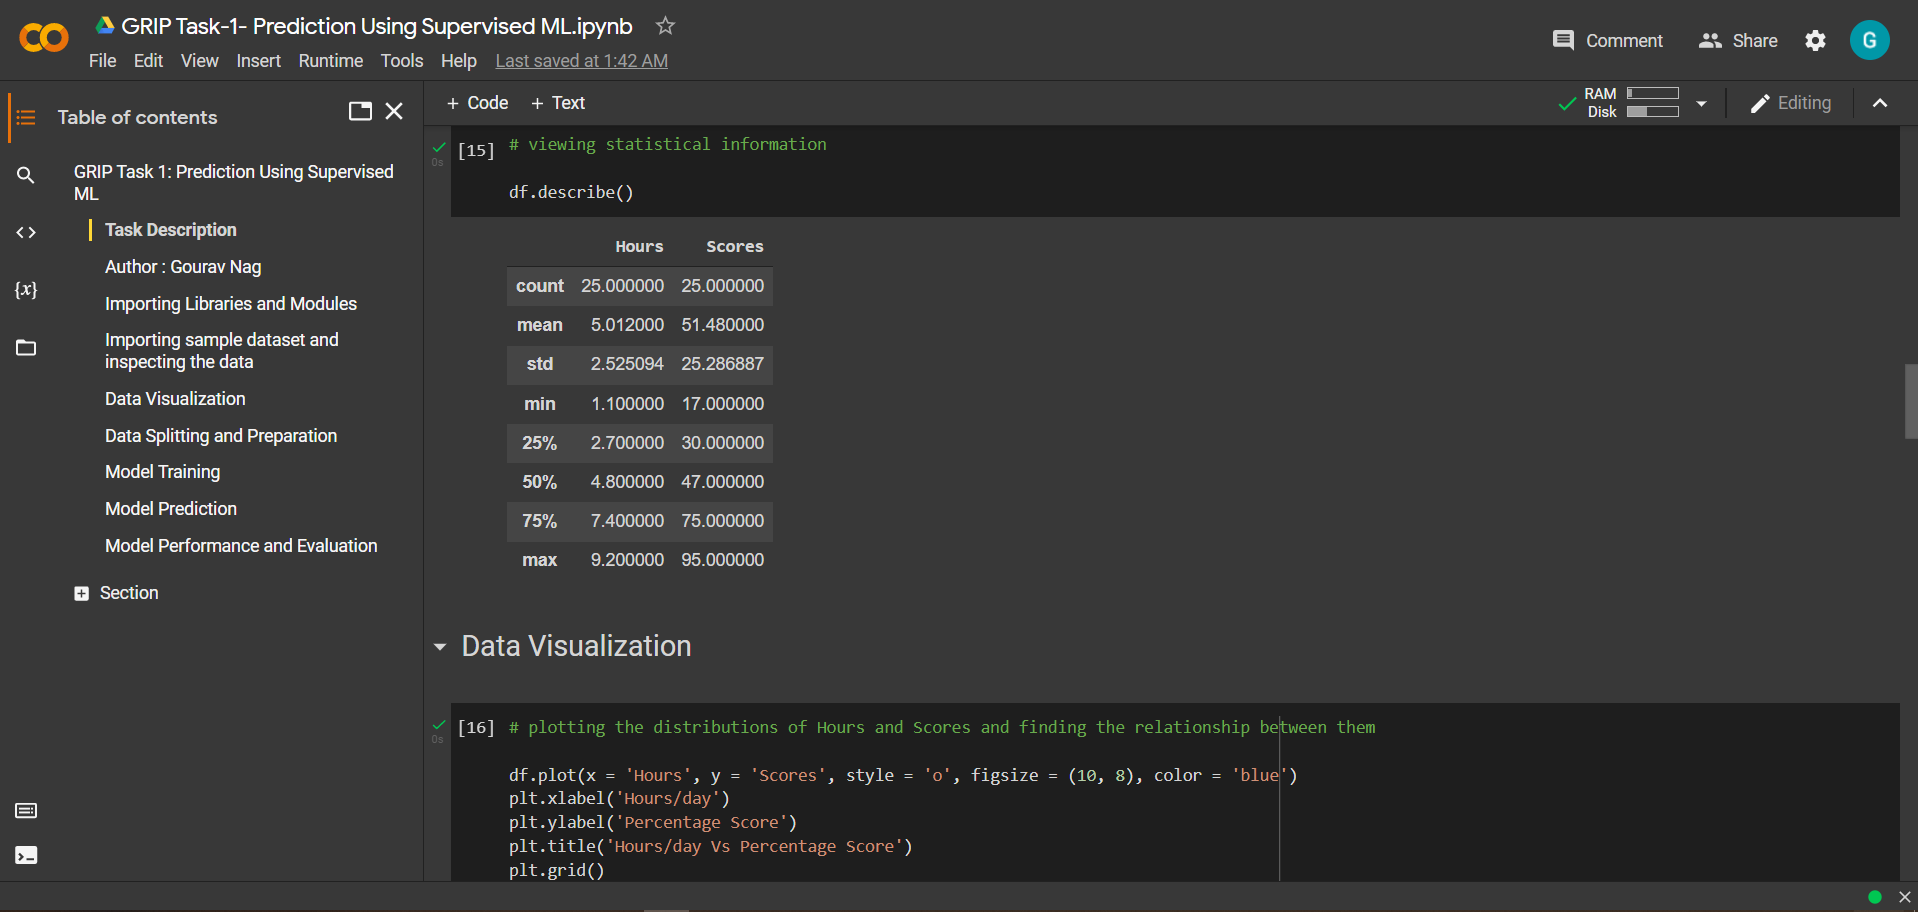 GRIP Task-1- Prediction Using Supervised ML.ipynb
File Edit View Insert Runtime Tools Help Last saved at 1:42 AM
Comment Share G
Table of contents
GRIP Task 1: Prediction Using Supervised
ML
Task Description
Author : Gourav Nag
Importing Libraries and Modules
Importing sample dataset and
inspecting the data
Data Visualization
Data Splitting and Preparation
Model Training
Model Prediction
Model Performance and Evaluation
Section
+ Code + Text
RAM
Disk
Editing
[15] # viewing statistical information
0s
df.describe()
Hours Scores
count 25.000000 25.000000
mean 5.012000 51.480000
std 2.525094 25.286887
min 1.100000 17.000000
25% 2.700000 30.000000
50% 4.800000 47.000000
75% 7.400000 75.000000
max 9.200000 95.000000
Data Visualization
[16] # plotting the distributions of Hours and Scores and finding the relationship between them
0s
df.plot(x = 'Hours', y = 'Scores', style = 'o', figsize = (10, 8), color = 'blue')
plt.xlabel('Hours/day')
plt.ylabel('Percentage Score')
plt.title('Hours/day Vs Percentage Score')
plt.grid()